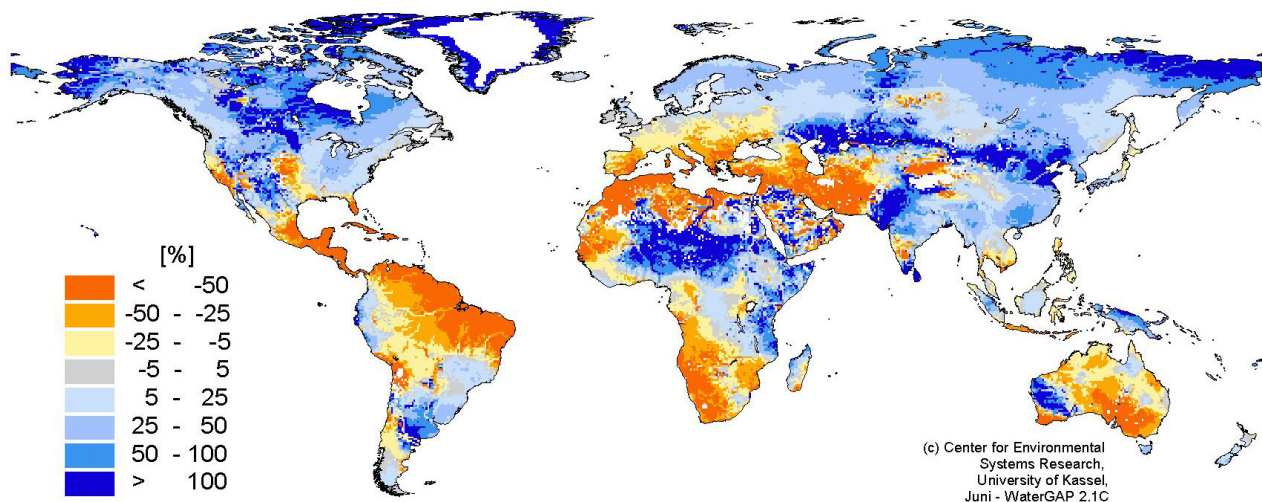 [%]
< -50
-50 - -25
-25 - -5
-5 - 5
5 - 25
25 - 50
50 - 100
> 100
(c) Center for Environmental
Systems Research,
University of Kassel,
Juni - WaterGAP 2.1C